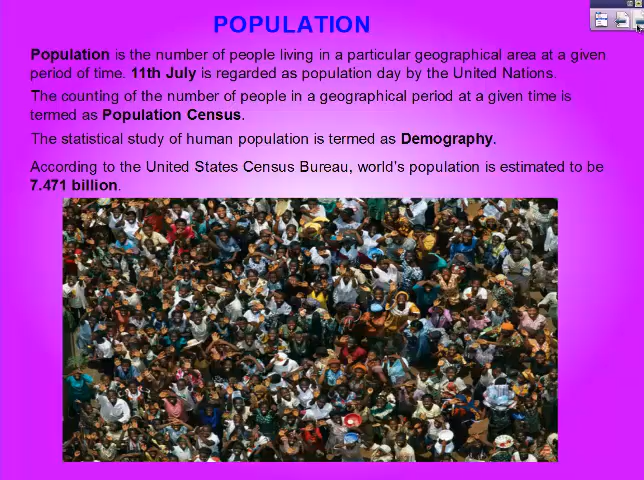 POPULATION
Population is the number of people living in a particular geographical area at a given
period of time. 11th July is regarded as population day by the United Nations.
The counting of the number of people in a geographical period at a given time is
termed as Population Census.
The statistical study of human population is termed as Demography.
According to the United States Census Bureau, world's population is estimated to be
7.471 billion.